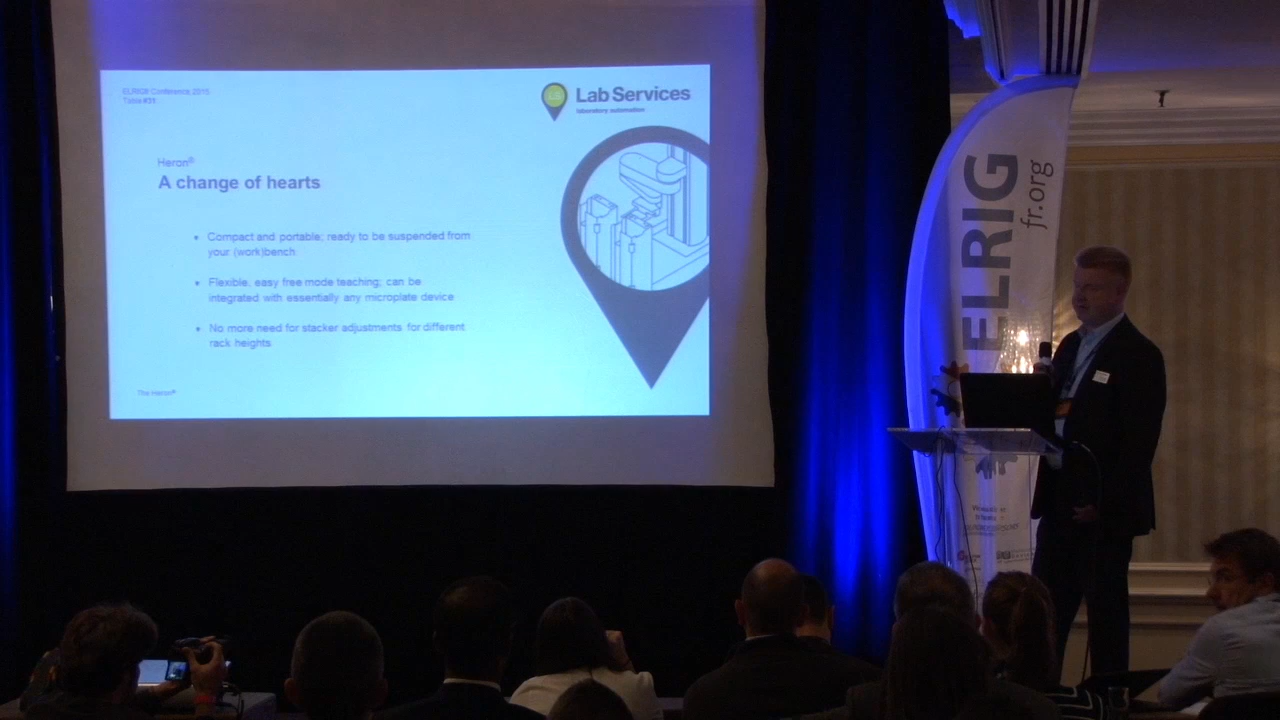 ELRIGfr Conference 2015
Table #31
Lab Services
laboratory automation
Heron®
A change of hearts
• Compact and portable; ready to be suspended from
your (work)bench.
• Flexible, easy free mode teaching; can be
integrated with essentially any microplate device
• No more need for stacker adjustments for different
rack heights
The Heron®
ELRIG
fr.org